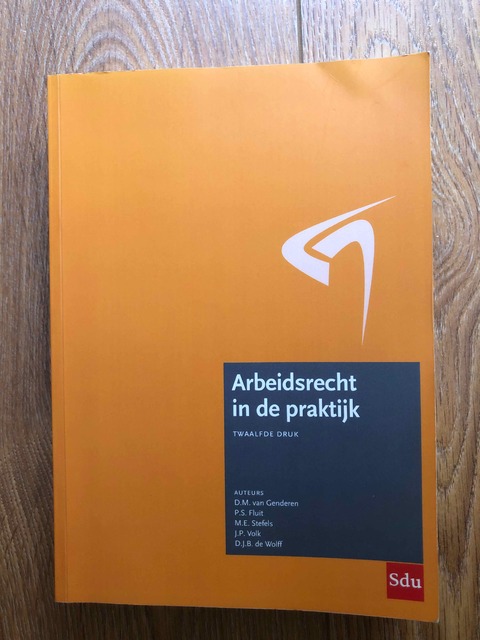 Arbeidsrecht
in de praktijk
TWAALFDE DRUK
AUTEURS
D.M. van Genderen
P.S. Fluit
M.E. Stefels
J.P. Volk
D.J.B. de Wolff
Sdu